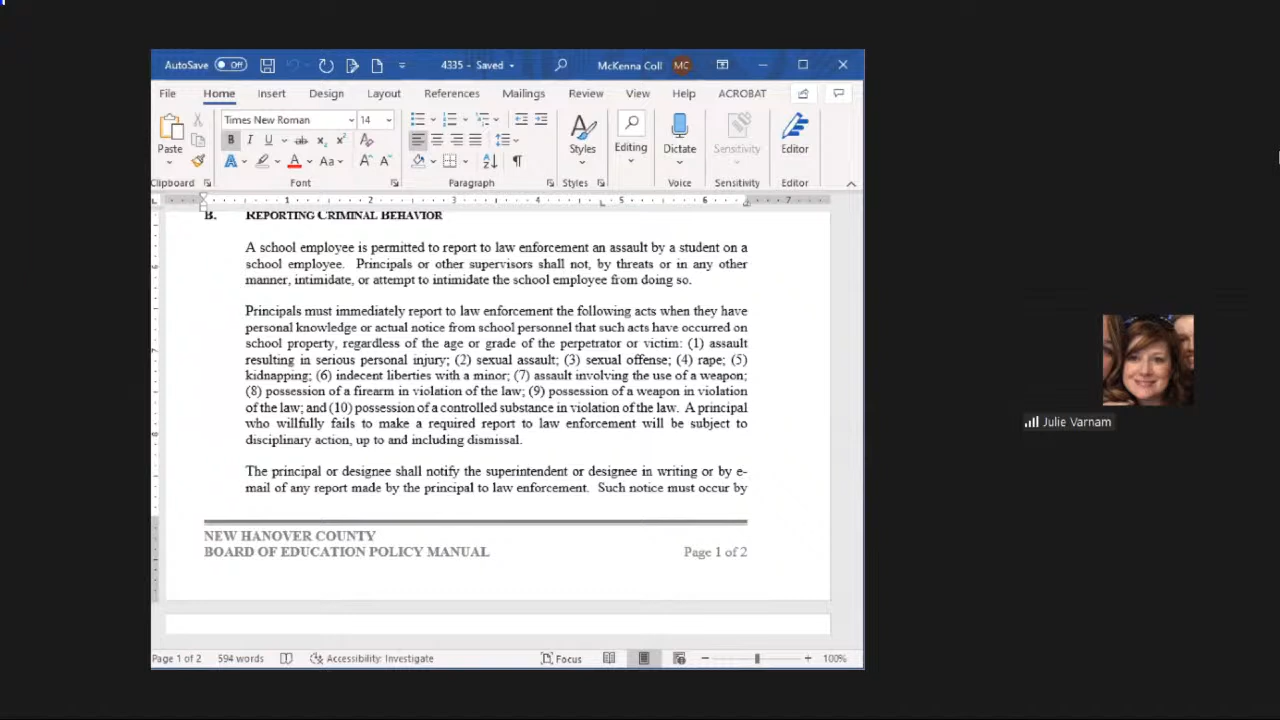 AutoSave Off 4335 - Saved McKenna Coll MC
File Home Insert Design Layout References Mailings Review View Help ACROBAT
Times New Roman 14
Paste Styles Editing Dictate Sensitivity Editor
Clipboard Font Paragraph Styles Voice Sensitivity Editor
1 2 3 4 5 6 7
B. REPORTING CRIMINAL BEHAVIOR
A school employee is permitted to report to law enforcement an assault by a student on a
school employee. Principals or other supervisors shall not, by threats or in any other
manner, intimidate, or attempt to intimidate the school employee from doing so.
Principals must immediately report to law enforcement the following acts when they have
personal knowledge or actual notice from school personnel that such acts have occurred on
school property, regardless of the age or grade of the perpetrator or victim: (1) assault
resulting in serious personal injury; (2) sexual assault; (3) sexual offense; (4) rape; (5)
kidnapping; (6) indecent liberties with a minor; (7) assault involving the use of a weapon;
(8) possession of a firearm in violation of the law; (9) possession of a weapon in violation
of the law; and (10) possession of a controlled substance in violation of the law. A principal
who willfully fails to make a required report to law enforcement will be subject to
disciplinary action, up to and including dismissal.
The principal or designee shall notify the superintendent or designee in writing or by e-
mail of any report made by the principal to law enforcement. Such notice must occur by
NEW HANOVER COUNTY
BOARD OF EDUCATION POLICY MANUAL Page 1 of 2
Page 1 of 2 594 words Accessibility: Investigate Focus 100%
Julie Varnam